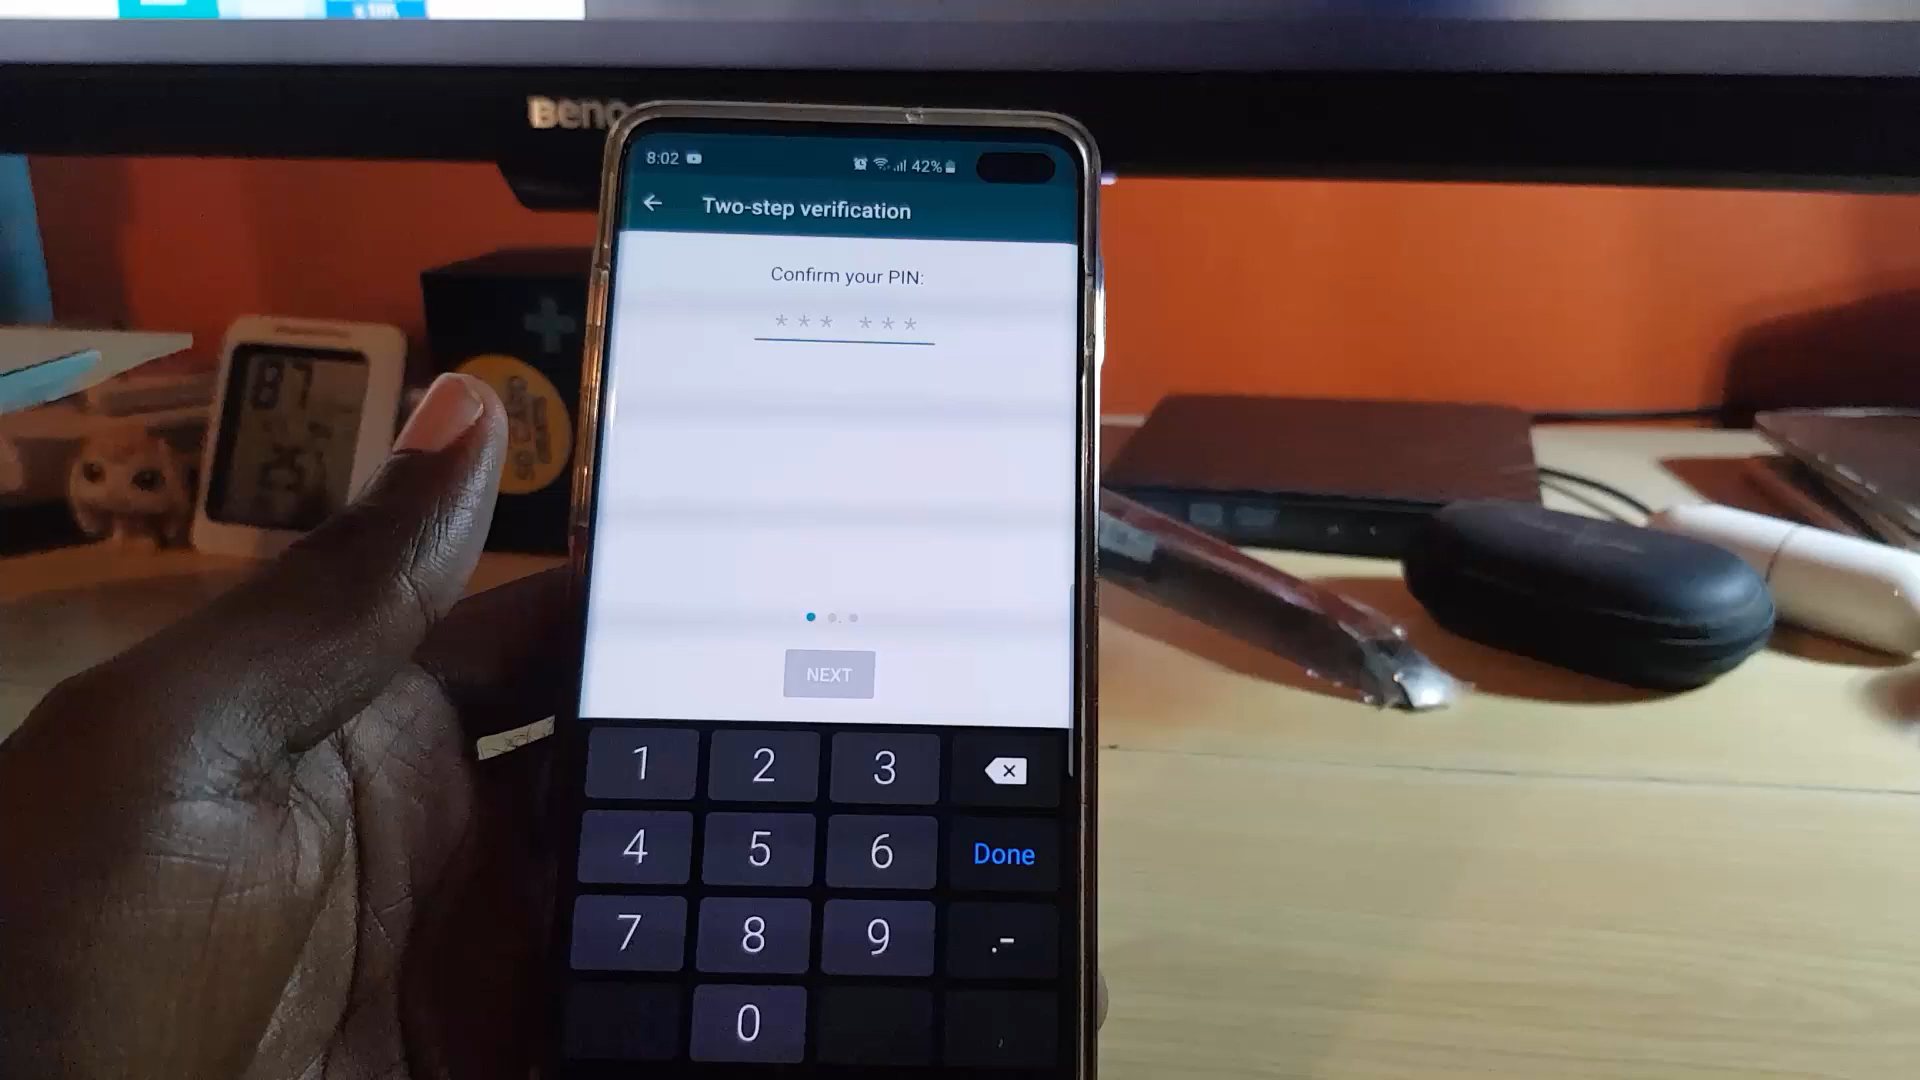 BenQ
8:02 42%
Two-step verification
Confirm your PIN:
*** ***
NEXT
1 2 3
4 5 6 Done
7 8 9 .-
0 ,
87